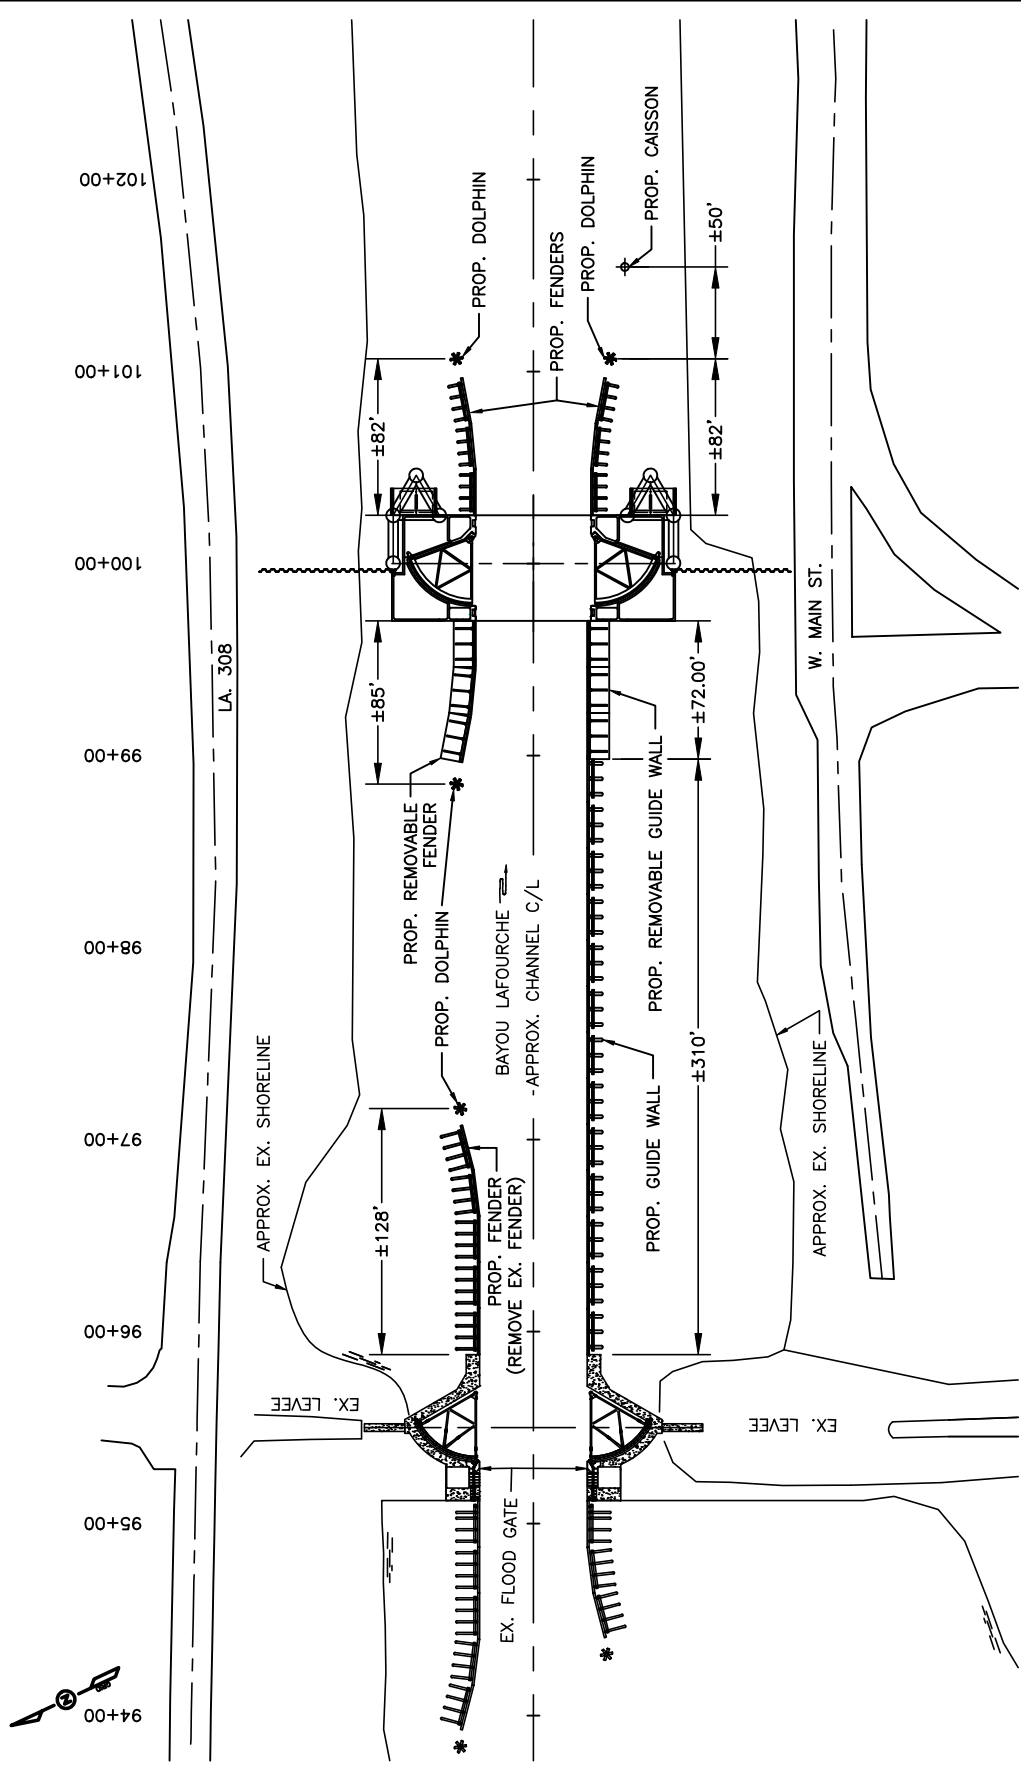 102+00
101+00
100+00
99+00
98+00
97+00
96+00
95+00
94+00
LA. 308
W. MAIN ST.
PROP. DOLPHIN
PROP. FENDERS
PROP. DOLPHIN
PROP. CAISSON
±50'
±82'
±82'
±85'
±72.00'
PROP. REMOVABLE
FENDER
PROP. DOLPHIN
BAYOU LAFOURCHE
APPROX. CHANNEL C/L
PROP. REMOVABLE GUIDE WALL
PROP. GUIDE WALL
±310'
APPROX. EX. SHORELINE
APPROX. EX. SHORELINE
±128'
PROP. FENDER
(REMOVE EX. FENDER)
EX. LEVEE
EX. LEVEE
EX. FLOOD GATE
N